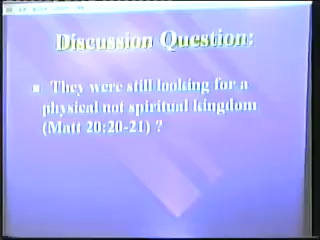 Discussion Question:
They were still looking for a
physical not spiritual kingdom
(Matt 20:20-21) ?